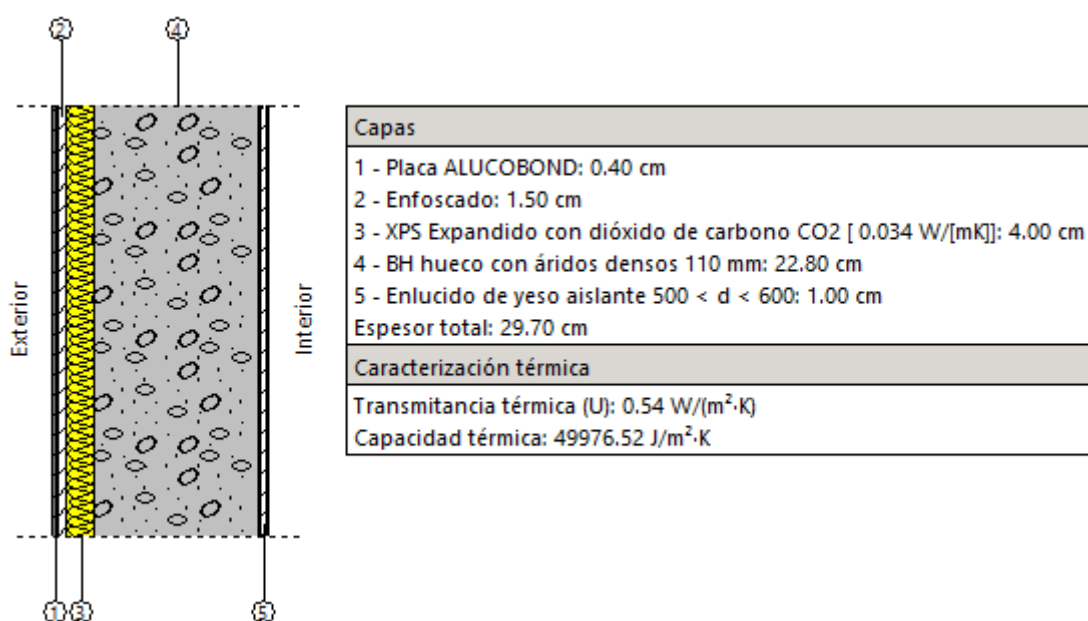 2
4
Exterior
Interior
1
3
5
Capas
1 - Placa ALUCOBOND: 0.40 cm
2 - Enfoscado: 1.50 cm
3 - XPS Expandido con dióxido de carbono CO2 [ 0.034 W/[mK]]: 4.00 cm
4 - BH hueco con áridos densos 110 mm: 22.80 cm
5 - Enlucido de yeso aislante 500 < d < 600: 1.00 cm
Espesor total: 29.70 cm
Caracterización térmica
Transmitancia térmica (U): 0.54 W/(m²·K)
Capacidad térmica: 49976.52 J/m²·K